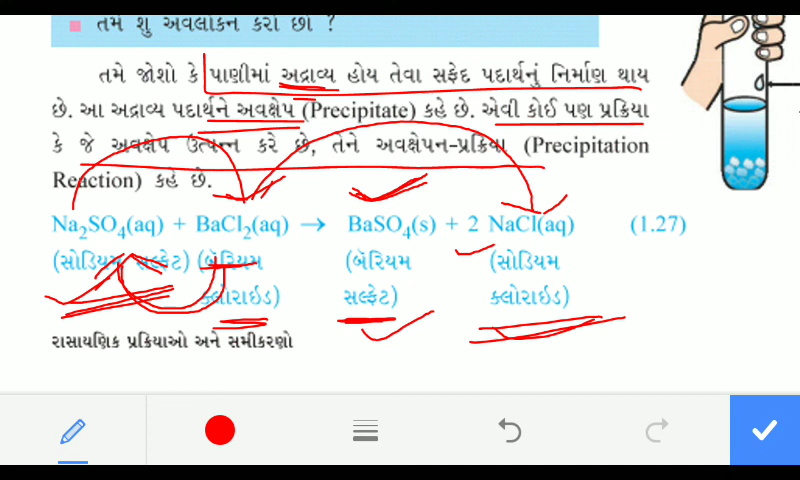 તમે શું અવલોકન કરો છો ?
તમે જોશો કે પાણીમાં અદ્રાવ્ય હોય તેવા સફેદ પદાર્થનું નિર્માણ થાય
છે. આ અદ્રાવ્ય પદાર્થને અવક્ષેપ (Precipitate) કહે છે. એવી કોઈ પણ પ્રક્રિયા
કે જે અવક્ષેપ ઉત્પન્ન કરે છે, તેને અવક્ષેપન-પ્રક્રિયા (Precipitation
Reaction) કહે છે.
Na₂SO₄(aq) + BaCl₂(aq) → BaSO₄(s) + 2 NaCl(aq) (1.27)
(સોડિયમ સલ્ફેટ) (બૅરિયમ (બૅરિયમ (સોડિયમ
ક્લોરાઇડ) સલ્ફેટ) ક્લોરાઇડ)
રાસાયણિક પ્રક્રિયાઓ અને સમીકરણો